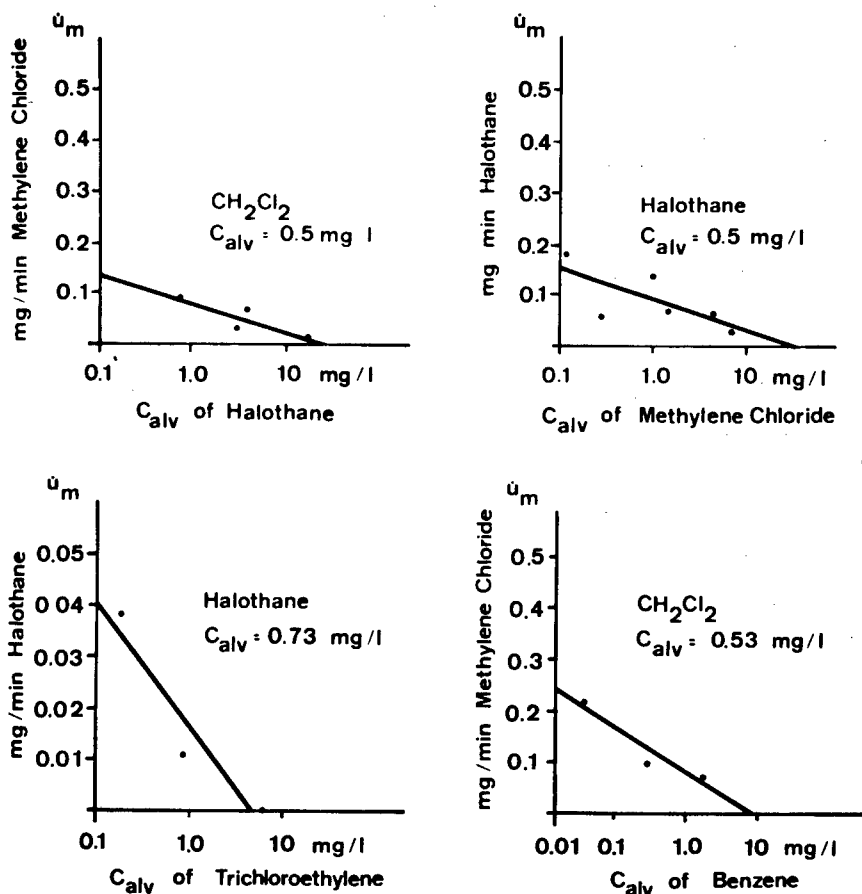 u̇m
mg/min Methylene Chloride
0.5
0.4
0.3
0.2
0.1
CH2Cl2
Calv = 0.5 mg l
0.1
1.0
10
mg/l
Calv of Halothane
u̇m
mg min Halothane
0.5
0.4
0.3
0.2
0.1
Halothane
Calv = 0.5 mg/l
0.1
1.0
10
mg/l
Calv of Methylene Chloride
u̇m
mg/min Halothane
0.05
0 04
0.03
0.02
0.01
Halothane
Calv = 0.73 mg/l
0.1
1.0
10
mg/l
Calv of Trichloroethylene
u̇m
mg/min Methylene Chloride
0.5
0.4
0.3
0.2
0.1
CH2Cl2
Calv = 0.53 mg/l
0.01
0.1
1.0
10
mg/l
Calv of Benzene